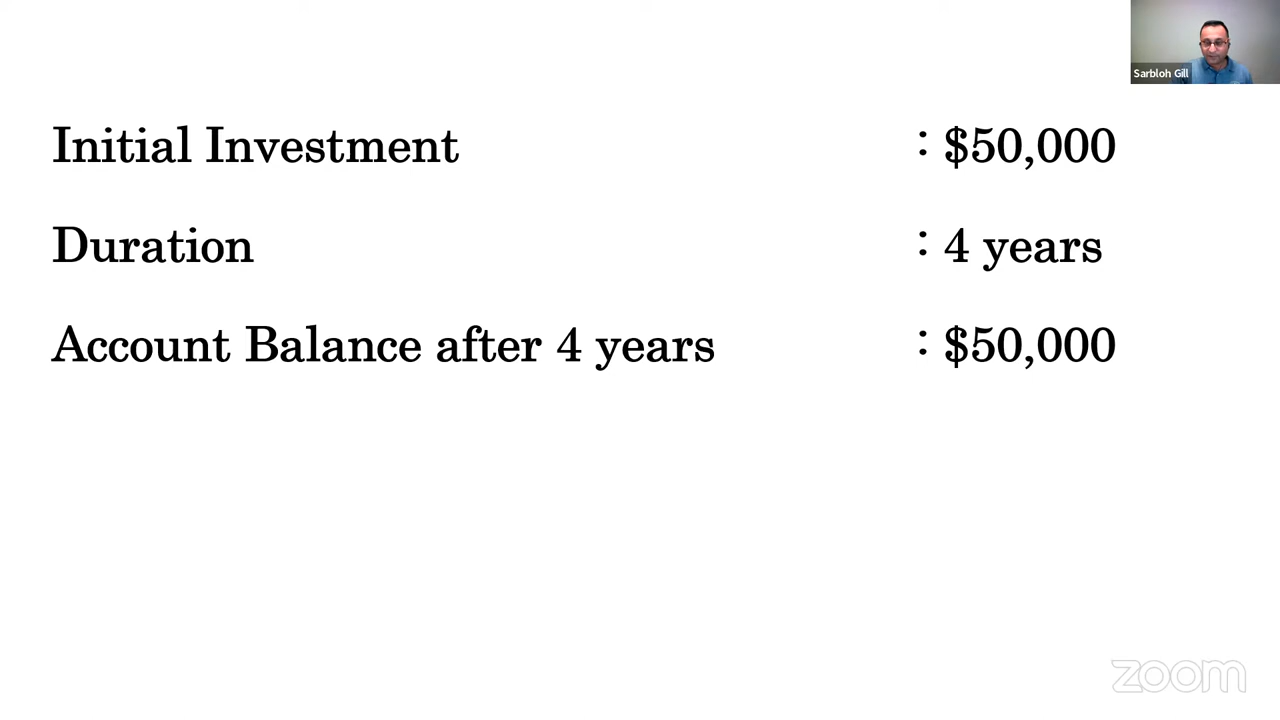 Sarbloh Gill
Initial Investment : $50,000
Duration : 4 years
Account Balance after 4 years : $50,000
zoom